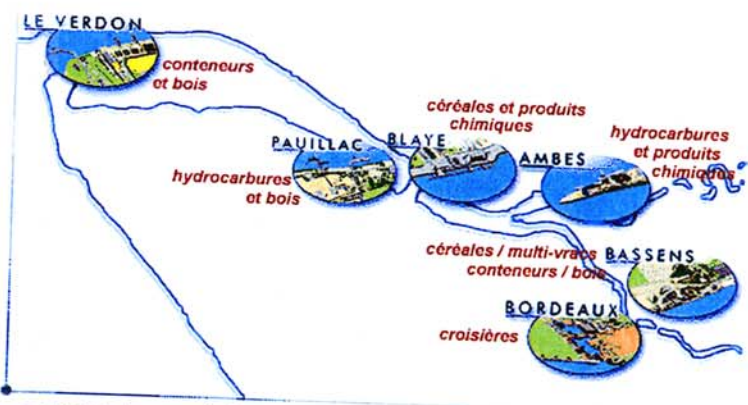 LE VERDON
conteneurs
et bois
PAUILLAC
hydrocarbures
et bois
BLAYE
céréales et produits
chimiques
AMBES
hydrocarbures
et produits
chimiques
céréales / multi-vracs
conteneurs / bois
BASSENS
BORDEAUX
croisières